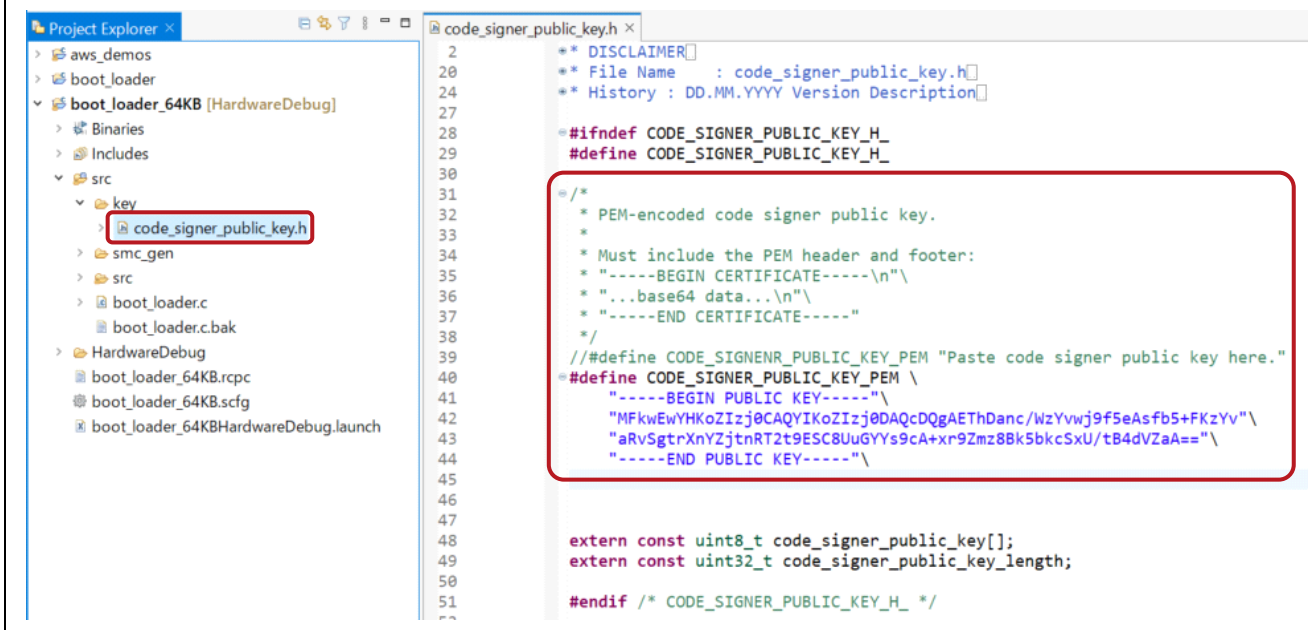 Project Explorer
aws_demos
boot_loader
boot_loader_64KB [HardwareDebug]
Binaries
Includes
src
key
code_signer_public_key.h
smc_gen
src
boot_loader.c
boot_loader.c.bak
HardwareDebug
boot_loader_64KB.rcpc
boot_loader_64KB.scfg
boot_loader_64KBHardwareDebug.launch
code_signer_public_key.h
2 * DISCLAIMER
20 * File Name    : code_signer_public_key.h
24 * History : DD.MM.YYYY Version Description
27
28 #ifndef CODE_SIGNER_PUBLIC_KEY_H_
29 #define CODE_SIGNER_PUBLIC_KEY_H_
30
31 /*
32  * PEM-encoded code signer public key.
33  *
34  * Must include the PEM header and footer:
35  * "-----BEGIN CERTIFICATE-----\n"\
36  * "...base64 data...\n"\
37  * "-----END CERTIFICATE-----"
38  */
39 //#define CODE_SIGNENR_PUBLIC_KEY_PEM "Paste code signer public key here."
40 #define CODE_SIGNER_PUBLIC_KEY_PEM \
41     "-----BEGIN PUBLIC KEY-----"\
42     "MFkwEwYHKoZIzj0CAQYIKoZIzj0DAQcDQgAEThDanc/WzYvwj9f5eAsfb5+FKzYv"\
43     "aRvSgtrXnYZjtnRT2t9ESC8UuGYYs9cA+xr9Zmz8Bk5bkcSxU/tB4dVZaA=="\
44     "-----END PUBLIC KEY-----"\
45
46
47
48 extern const uint8_t code_signer_public_key[];
49 extern const uint32_t code_signer_public_key_length;
50
51 #endif /* CODE_SIGNER_PUBLIC_KEY_H_ */